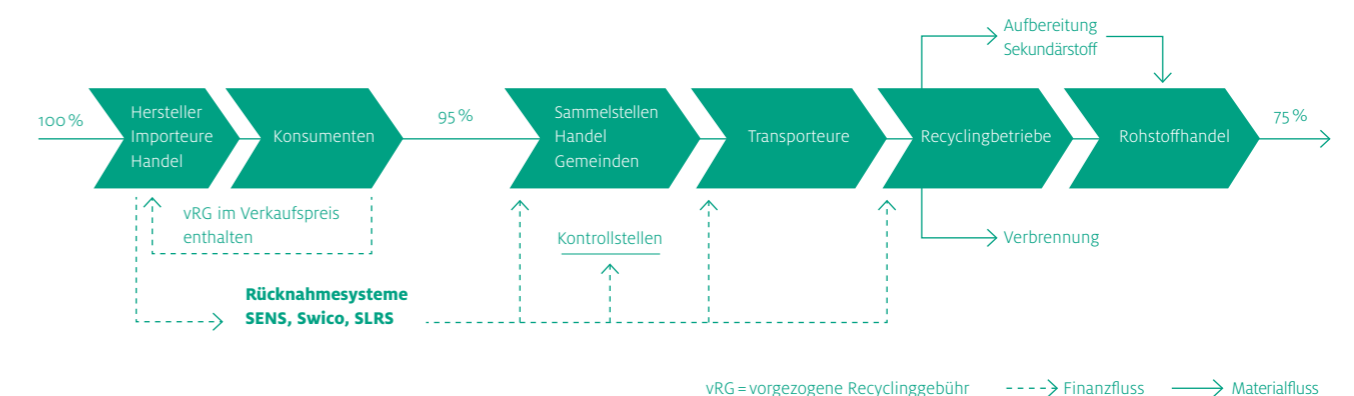 Aufbereitung
Sekundärstoff
100 %
Hersteller
Importeure
Handel
Konsumenten
95 %
Sammelstellen
Handel
Gemeinden
Transporteure
Recyclingbetriebe
Rohstoffhandel
75 %
vRG im Verkaufspreis
enthalten
Kontrollstellen
Verbrennung
Rücknahmesysteme
SENS, Swico, SLRS
vRG = vorgezogene Recyclinggebühr
Finanzfluss
Materialfluss